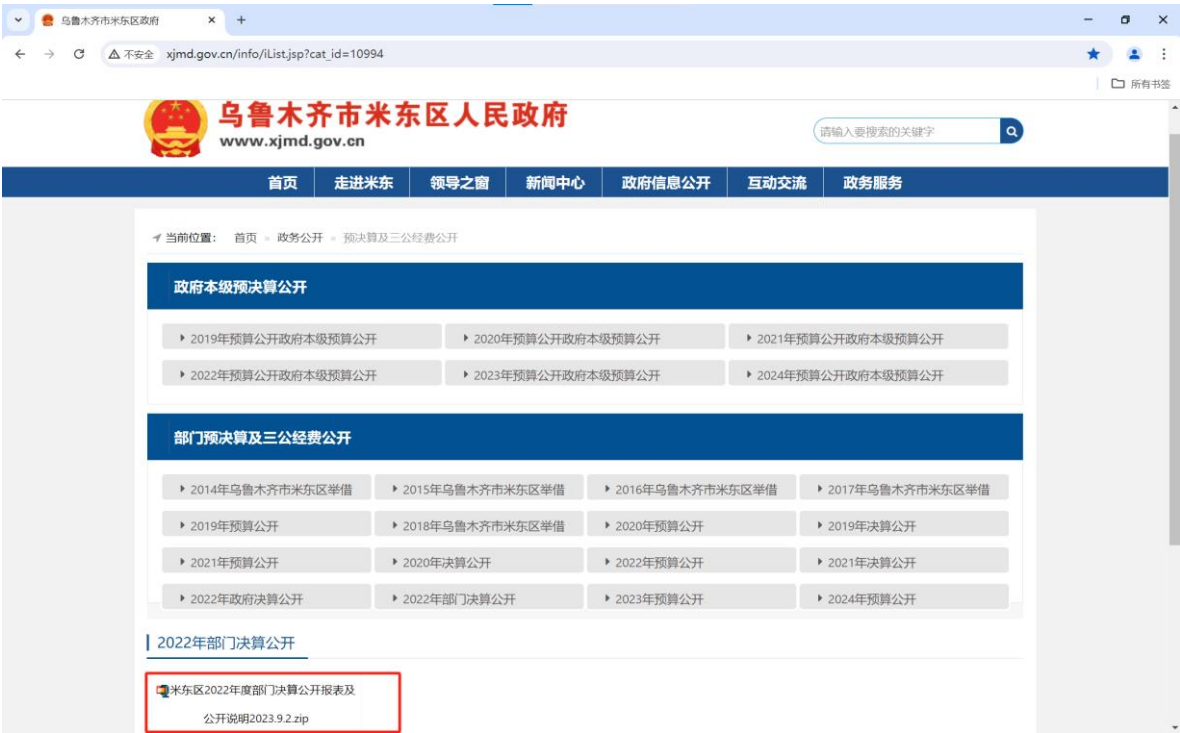 乌鲁木齐市米东区政府
不安全 xjmd.gov.cn/info/iList.jsp?cat_id=10994
所有书签
乌鲁木齐市米东区人民政府
www.xjmd.gov.cn
请输入要搜索的关键字
首页 走进米东 领导之窗 新闻中心 政府信息公开 互动交流 政务服务
当前位置： 首页 » 政务公开 » 预决算及三公经费公开
政府本级预决算公开
2019年预算公开政府本级预算公开 2020年预算公开政府本级预算公开 2021年预算公开政府本级预算公开
2022年预算公开政府本级预算公开 2023年预算公开政府本级预算公开 2024年预算公开政府本级预算公开
部门预决算及三公经费公开
2014年乌鲁木齐市米东区举借 2015年乌鲁木齐市米东区举借 2016年乌鲁木齐市米东区举借 2017年乌鲁木齐市米东区举借
2019年预算公开 2018年乌鲁木齐市米东区举借 2020年预算公开 2019年决算公开
2021年预算公开 2020年决算公开 2022年预算公开 2021年决算公开
2022年政府决算公开 2022年部门决算公开 2023年预算公开 2024年预算公开
2022年部门决算公开
米东区2022年度部门决算公开报表及
公开说明2023.9.2.zip